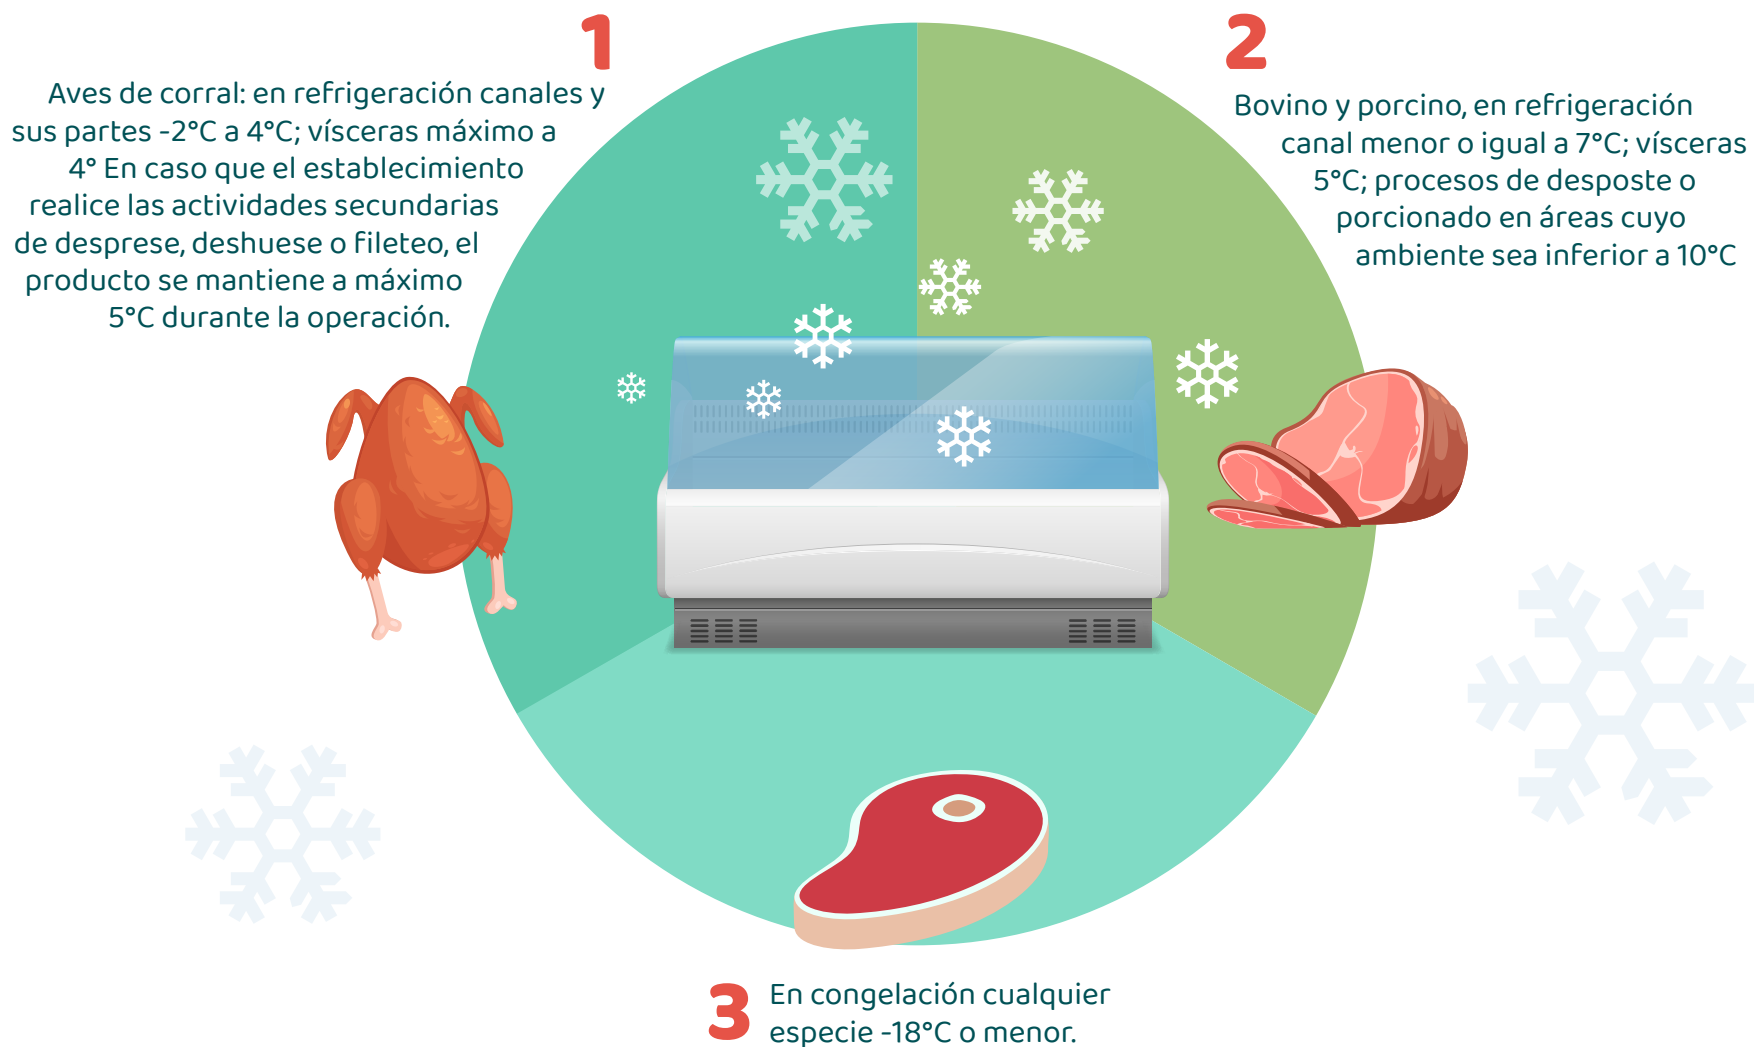 1
Aves de corral: en refrigeración canales y
sus partes -2°C a 4°C; vísceras máximo a
4° En caso que el establecimiento
realice las actividades secundarias
de desprese, deshuese o fileteo, el
producto se mantiene a máximo
5°C durante la operación.
2
Bovino y porcino, en refrigeración
canal menor o igual a 7°C; vísceras
5°C; procesos de desposte o
porcionado en áreas cuyo
ambiente sea inferior a 10°C
3
En congelación cualquier
especie -18°C o menor.